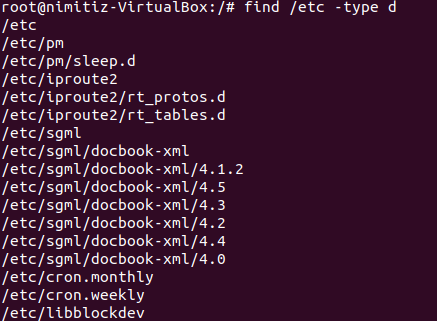 root@nimitiz-VirtualBox:/# find /etc -type d
/etc
/etc/pm
/etc/pm/sleep.d
/etc/iproute2
/etc/iproute2/rt_protos.d
/etc/iproute2/rt_tables.d
/etc/sgml
/etc/sgml/docbook-xml
/etc/sgml/docbook-xml/4.1.2
/etc/sgml/docbook-xml/4.5
/etc/sgml/docbook-xml/4.3
/etc/sgml/docbook-xml/4.2
/etc/sgml/docbook-xml/4.4
/etc/sgml/docbook-xml/4.0
/etc/cron.monthly
/etc/cron.weekly
/etc/libblockdev